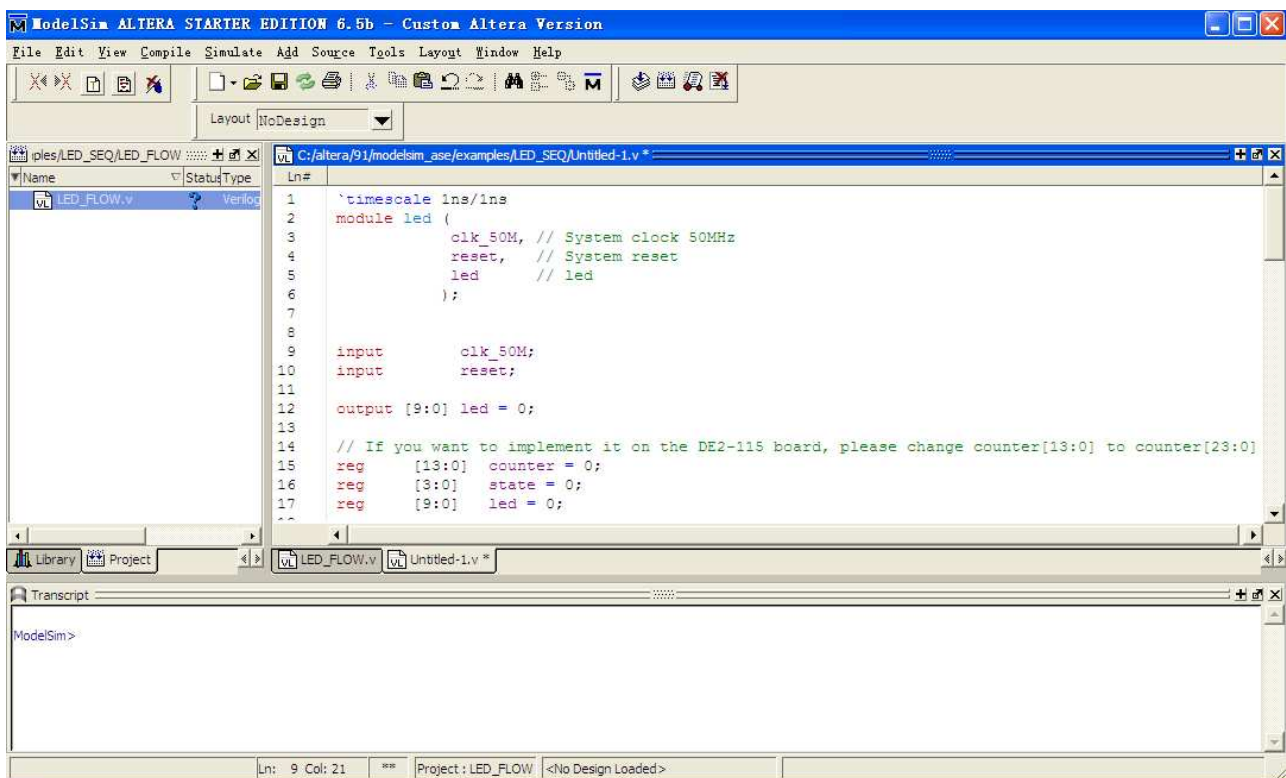 ModelSim ALTERA STARTER EDITION 6.5b - Custom Altera Version
File Edit View Compile Simulate Add Source Tools Layout Window Help
Layout NoDesign
ples/LED_SEQ/LED_FLOW
C:/altera/91/modelsim_ase/examples/LED_SEQ/Untitled-1.v *
Name Status Type
LED_FLOW.v ? Verilog
Ln#
1 `timescale 1ns/1ns
2 module led (
3 clk_50M, // System clock 50MHz
4 reset, // System reset
5 led // led
6 );
7
8
9 input clk_50M;
10 input reset;
11
12 output [9:0] led = 0;
13
14 // If you want to implement it on the DE2-115 board, please change counter[13:0] to counter[23:0]
15 reg [13:0] counter = 0;
16 reg [3:0] state = 0;
17 reg [9:0] led = 0;
Library Project
LED_FLOW.v Untitled-1.v *
Transcript
ModelSim>
Ln: 9 Col: 21 ** Project : LED_FLOW <No Design Loaded>